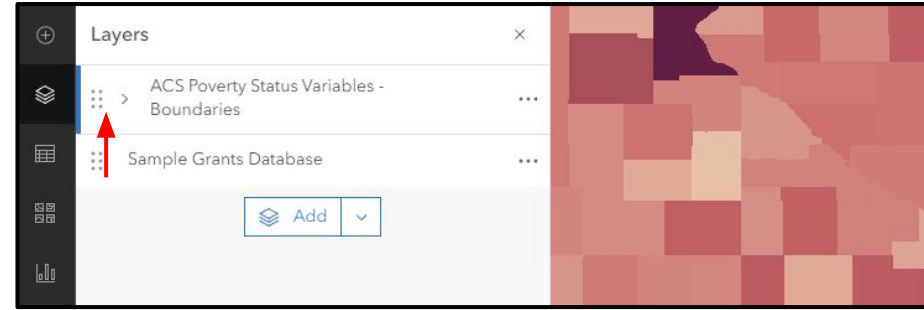 Layers
ACS Poverty Status Variables -
Boundaries
Sample Grants Database
Add